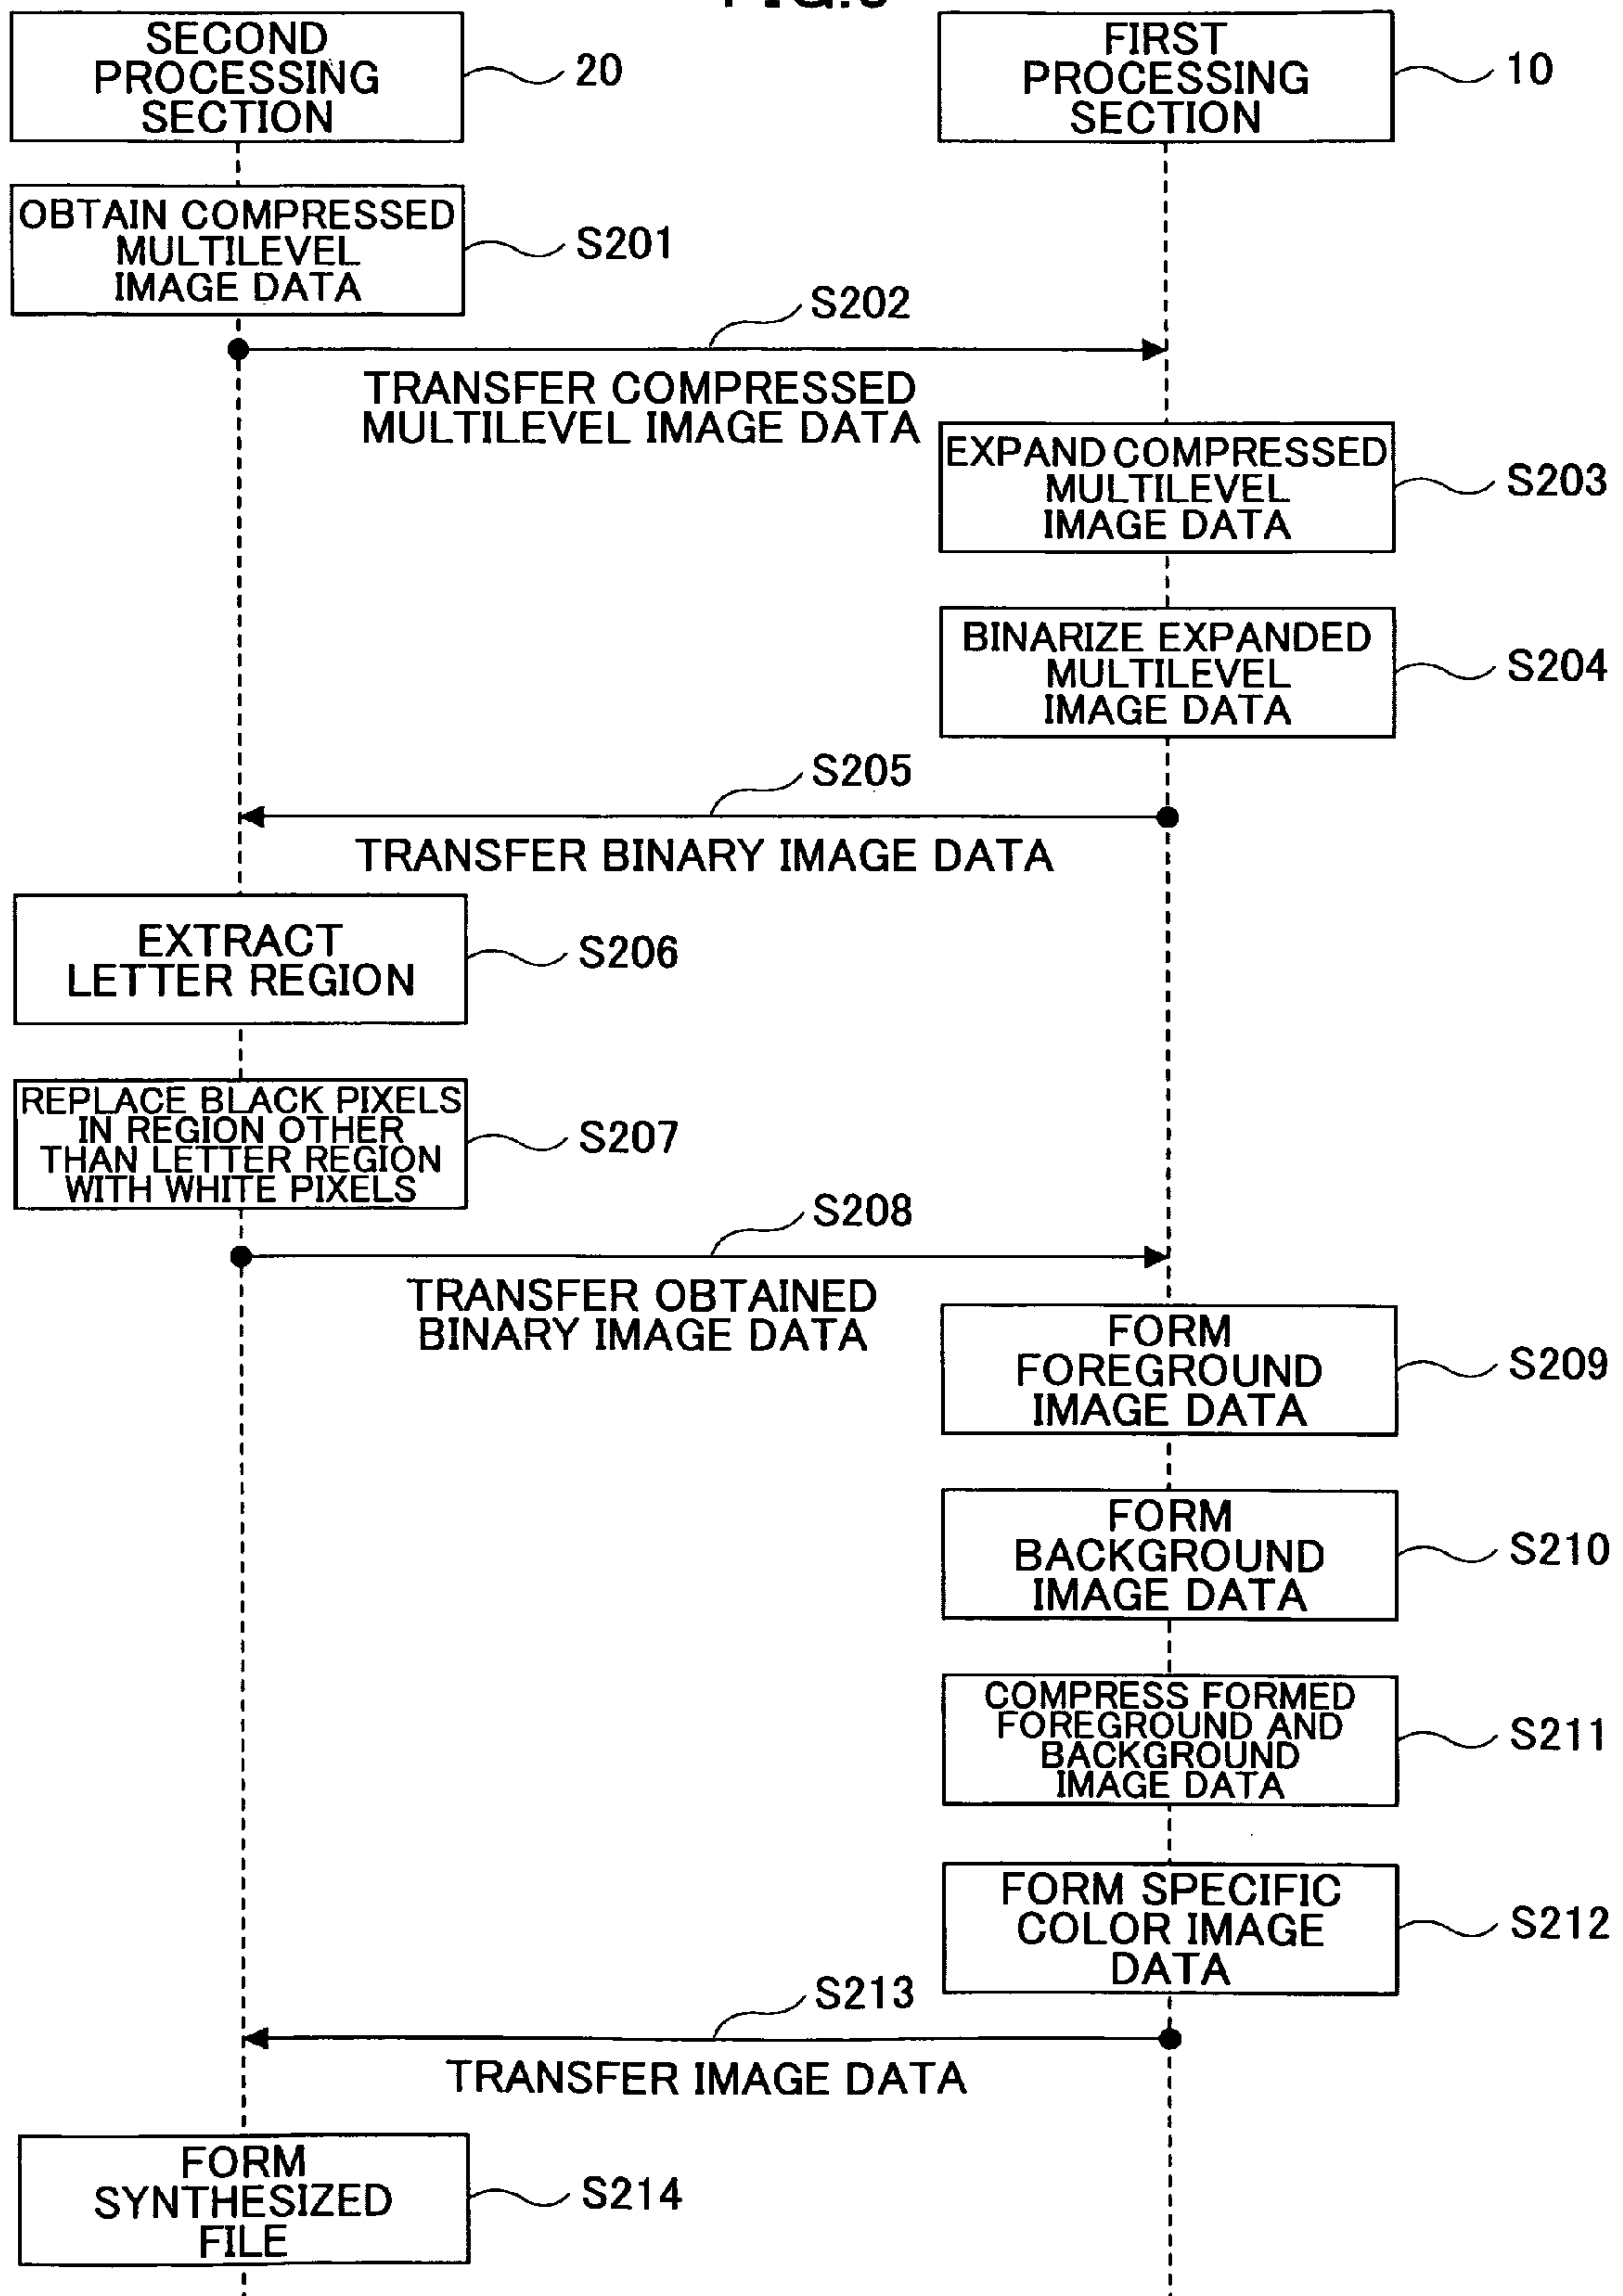 SECOND
PROCESSING
SECTION
20
FIRST
PROCESSING
SECTION
10
OBTAIN COMPRESSED
MULTILEVEL
IMAGE DATA
S201
S202
TRANSFER COMPRESSED
MULTILEVEL IMAGE DATA
EXPAND COMPRESSED
MULTILEVEL
IMAGE DATA
S203
BINARIZE EXPANDED
MULTILEVEL
IMAGE DATA
S204
S205
TRANSFER BINARY IMAGE DATA
EXTRACT
LETTER REGION
S206
REPLACE BLACK PIXELS
IN REGION OTHER
THAN LETTER REGION
WITH WHITE PIXELS
S207
S208
TRANSFER OBTAINED
BINARY IMAGE DATA
FORM
FOREGROUND
IMAGE DATA
S209
FORM
BACKGROUND
IMAGE DATA
S210
COMPRESS FORMED
FOREGROUND AND
BACKGROUND
IMAGE DATA
S211
FORM SPECIFIC
COLOR IMAGE
DATA
S212
S213
TRANSFER IMAGE DATA
FORM
SYNTHESIZED
FILE
S214